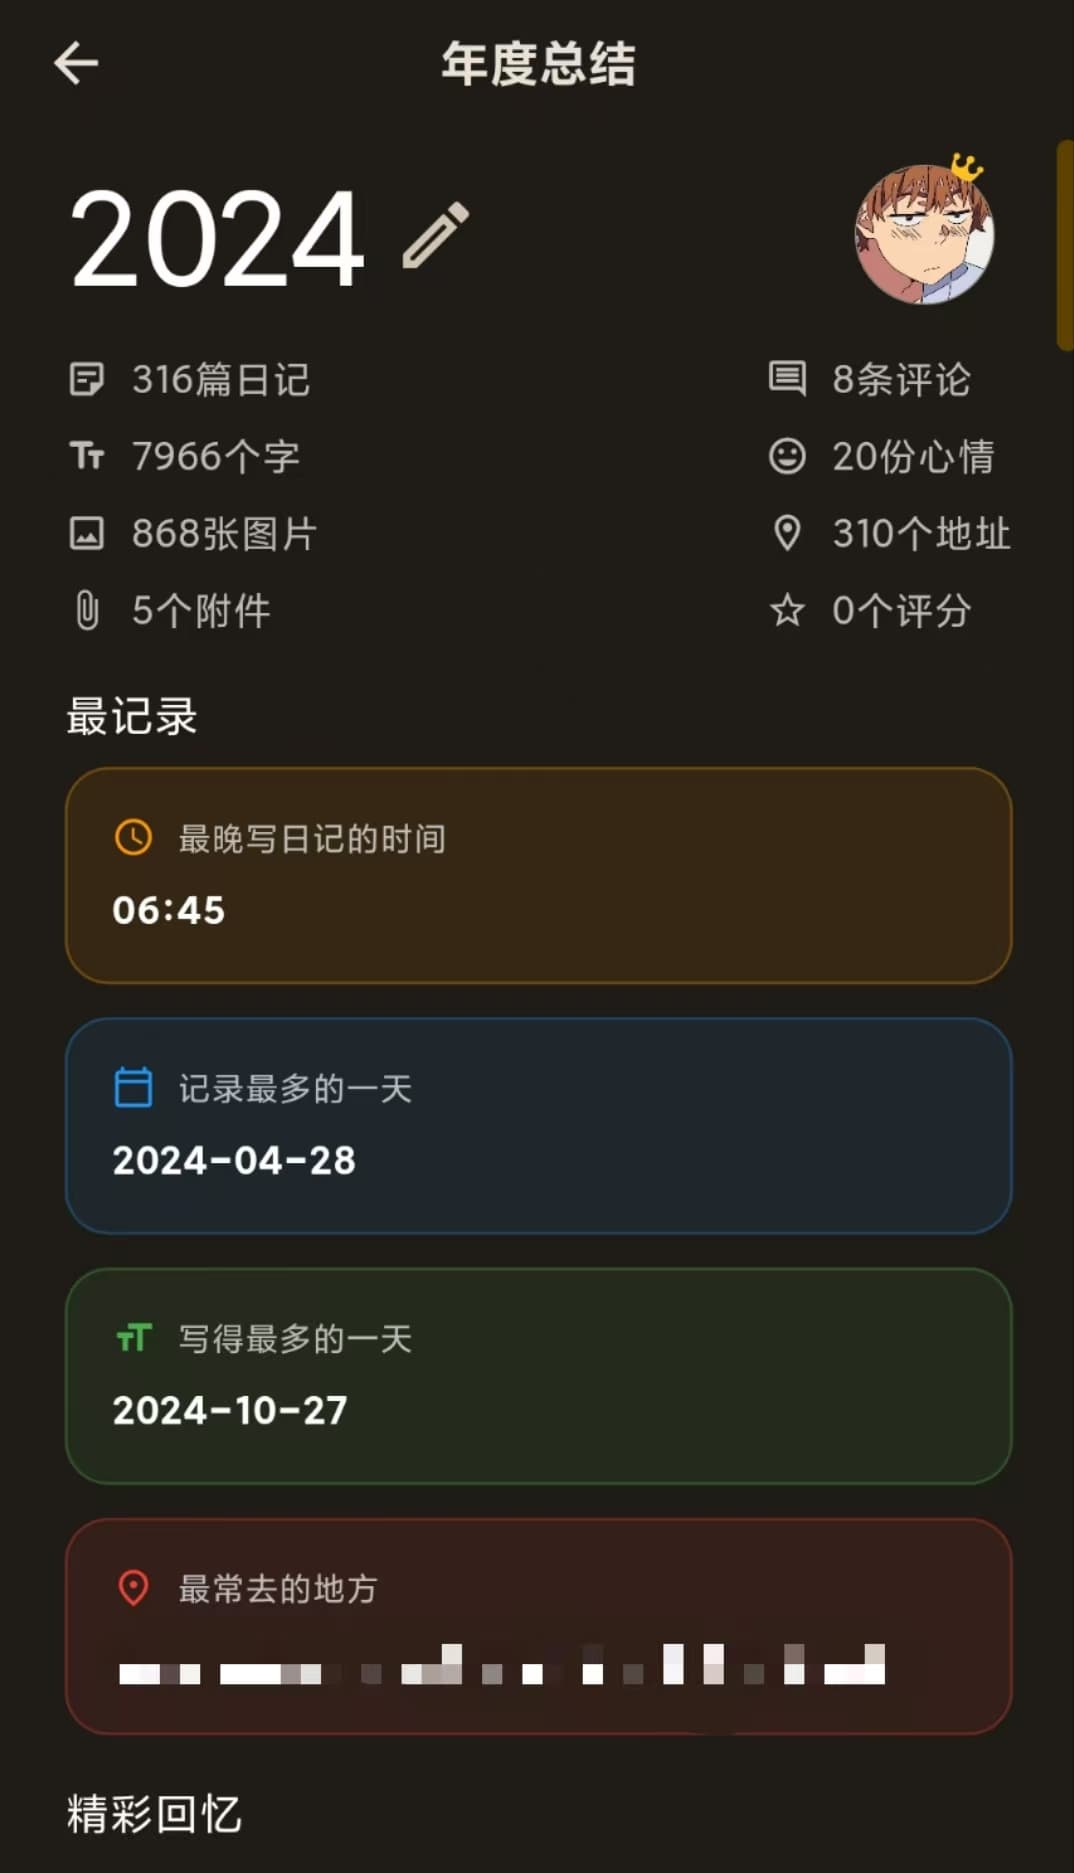 年度总结
2024
316篇日记
8条评论
7966个字
20份心情
868张图片
310个地址
5个附件
0个评分
最记录
最晚写日记的时间
06:45
记录最多的一天
2024-04-28
写得最多的一天
2024-10-27
最常去的地方
精彩回忆